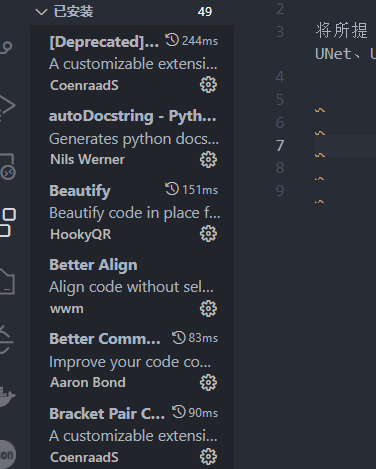 已安装 49
[Deprecated]... 244ms
A customizable extensi...
CoenraadS
autoDocstring - Pyth...
Generates python docs...
Nils Werner
Beautify 151ms
Beautify code in place f...
HookyQR
Better Align
Align code without sel...
wwm
Better Comm... 83ms
Improve your code co...
Aaron Bond
Bracket Pair C... 90ms
A customizable extensi...
CoenraadS
2
3 将所提
UNet、U
4
5
6
7
8
9